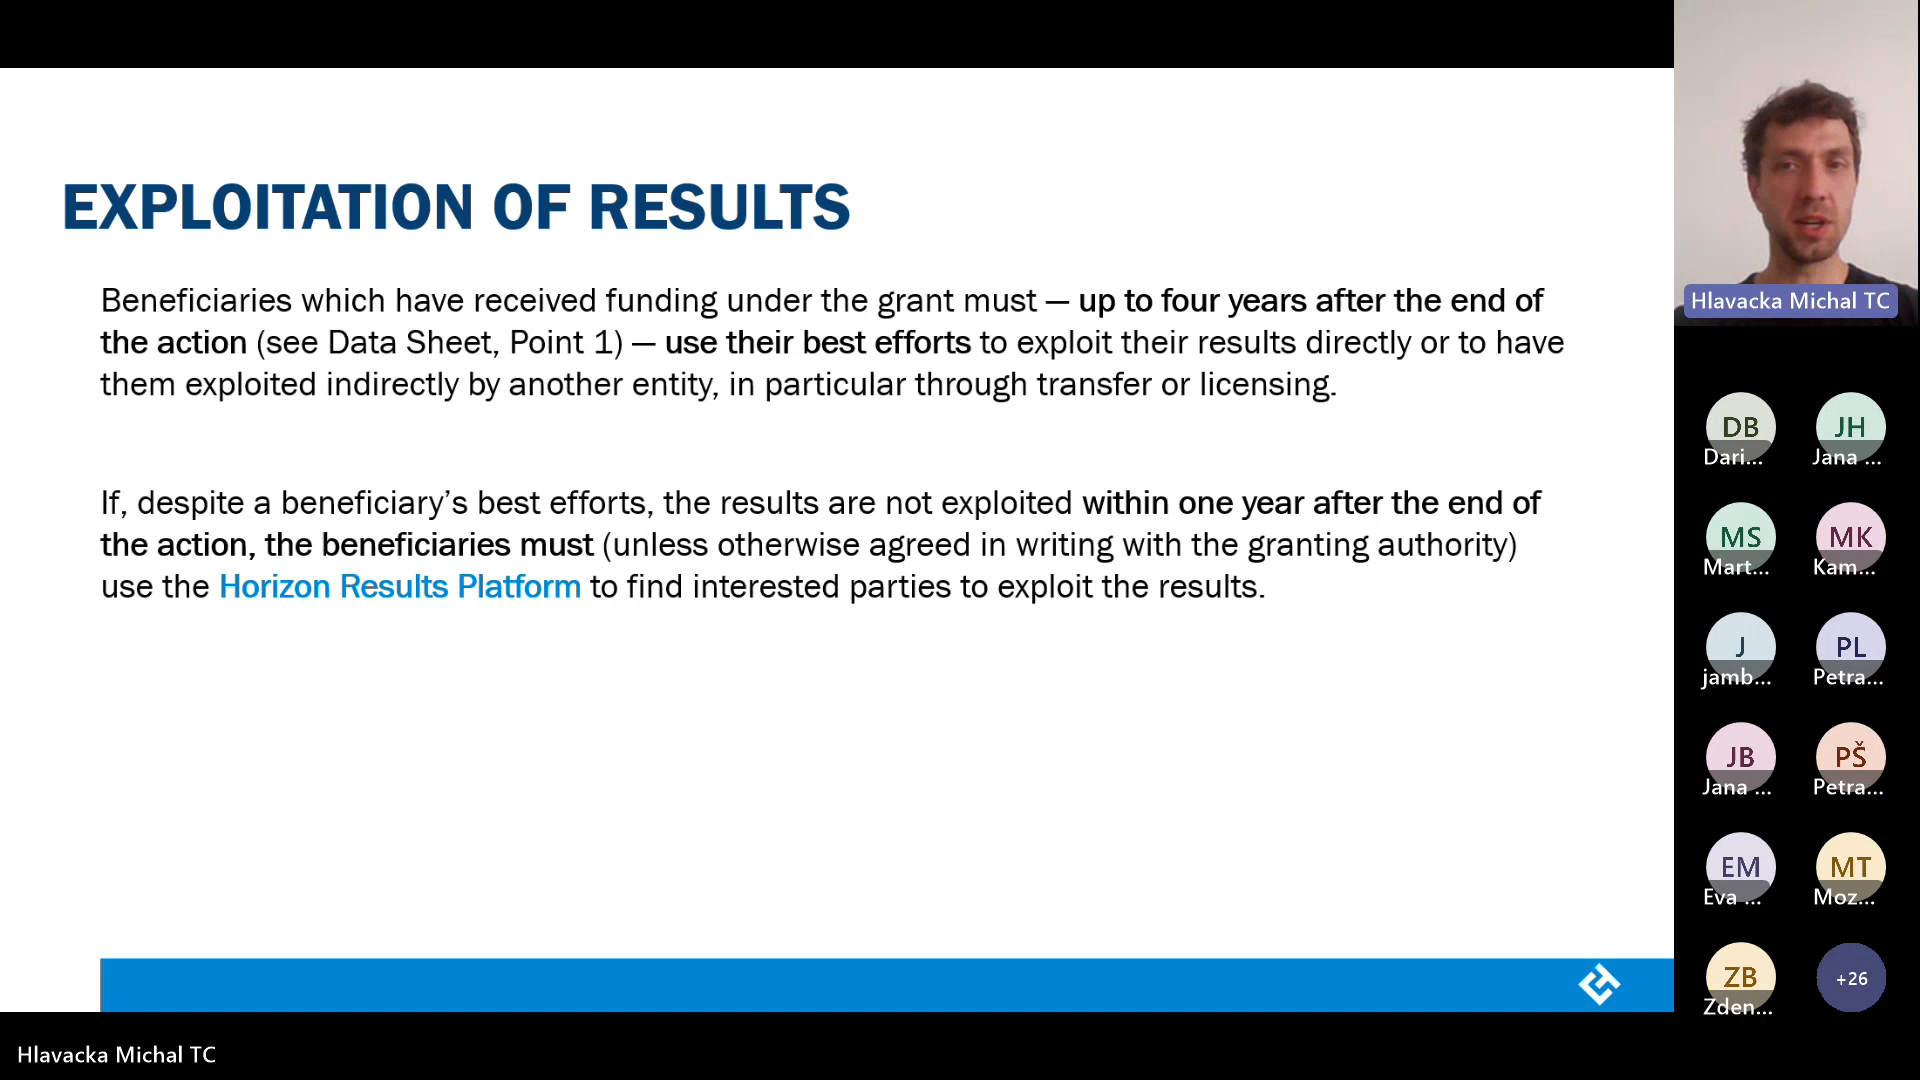 EXPLOITATION OF RESULTS
Beneficiaries which have received funding under the grant must — up to four years after the end of
the action (see Data Sheet, Point 1) — use their best efforts to exploit their results directly or to have
them exploited indirectly by another entity, in particular through transfer or licensing.
If, despite a beneficiary’s best efforts, the results are not exploited within one year after the end of
the action, the beneficiaries must (unless otherwise agreed in writing with the granting authority)
use the Horizon Results Platform to find interested parties to exploit the results.
Hlavacka Michal TC
DB JH
Dari... Jana ...
MS MK
Mart... Kam...
J PL
jamb... Petra...
JB PŠ
Jana ... Petra...
EM MT
Eva ... Moz...
ZB +26
Zden...
Hlavacka Michal TC